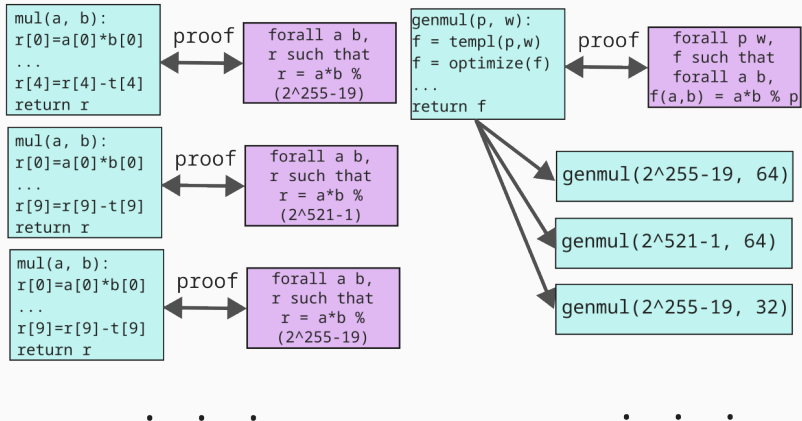 mul(a, b):
r[0]=a[0]*b[0]
...
r[4]=r[4]-t[4]
return r
proof
forall a b,
r such that
r = a*b %
(2^255-19)
mul(a, b):
r[0]=a[0]*b[0]
...
r[9]=r[9]-t[9]
return r
proof
forall a b,
r such that
r = a*b %
(2^521-1)
mul(a, b):
r[0]=a[0]*b[0]
...
r[9]=r[9]-t[9]
return r
proof
forall a b,
r such that
r = a*b %
(2^255-19)
. . .
genmul(p, w):
f = templ(p,w)
f = optimize(f)
...
return f
proof
forall p w,
f such that
forall a b,
f(a,b) = a*b % p
genmul(2^255-19, 64)
genmul(2^521-1, 64)
genmul(2^255-19, 32)
. . .